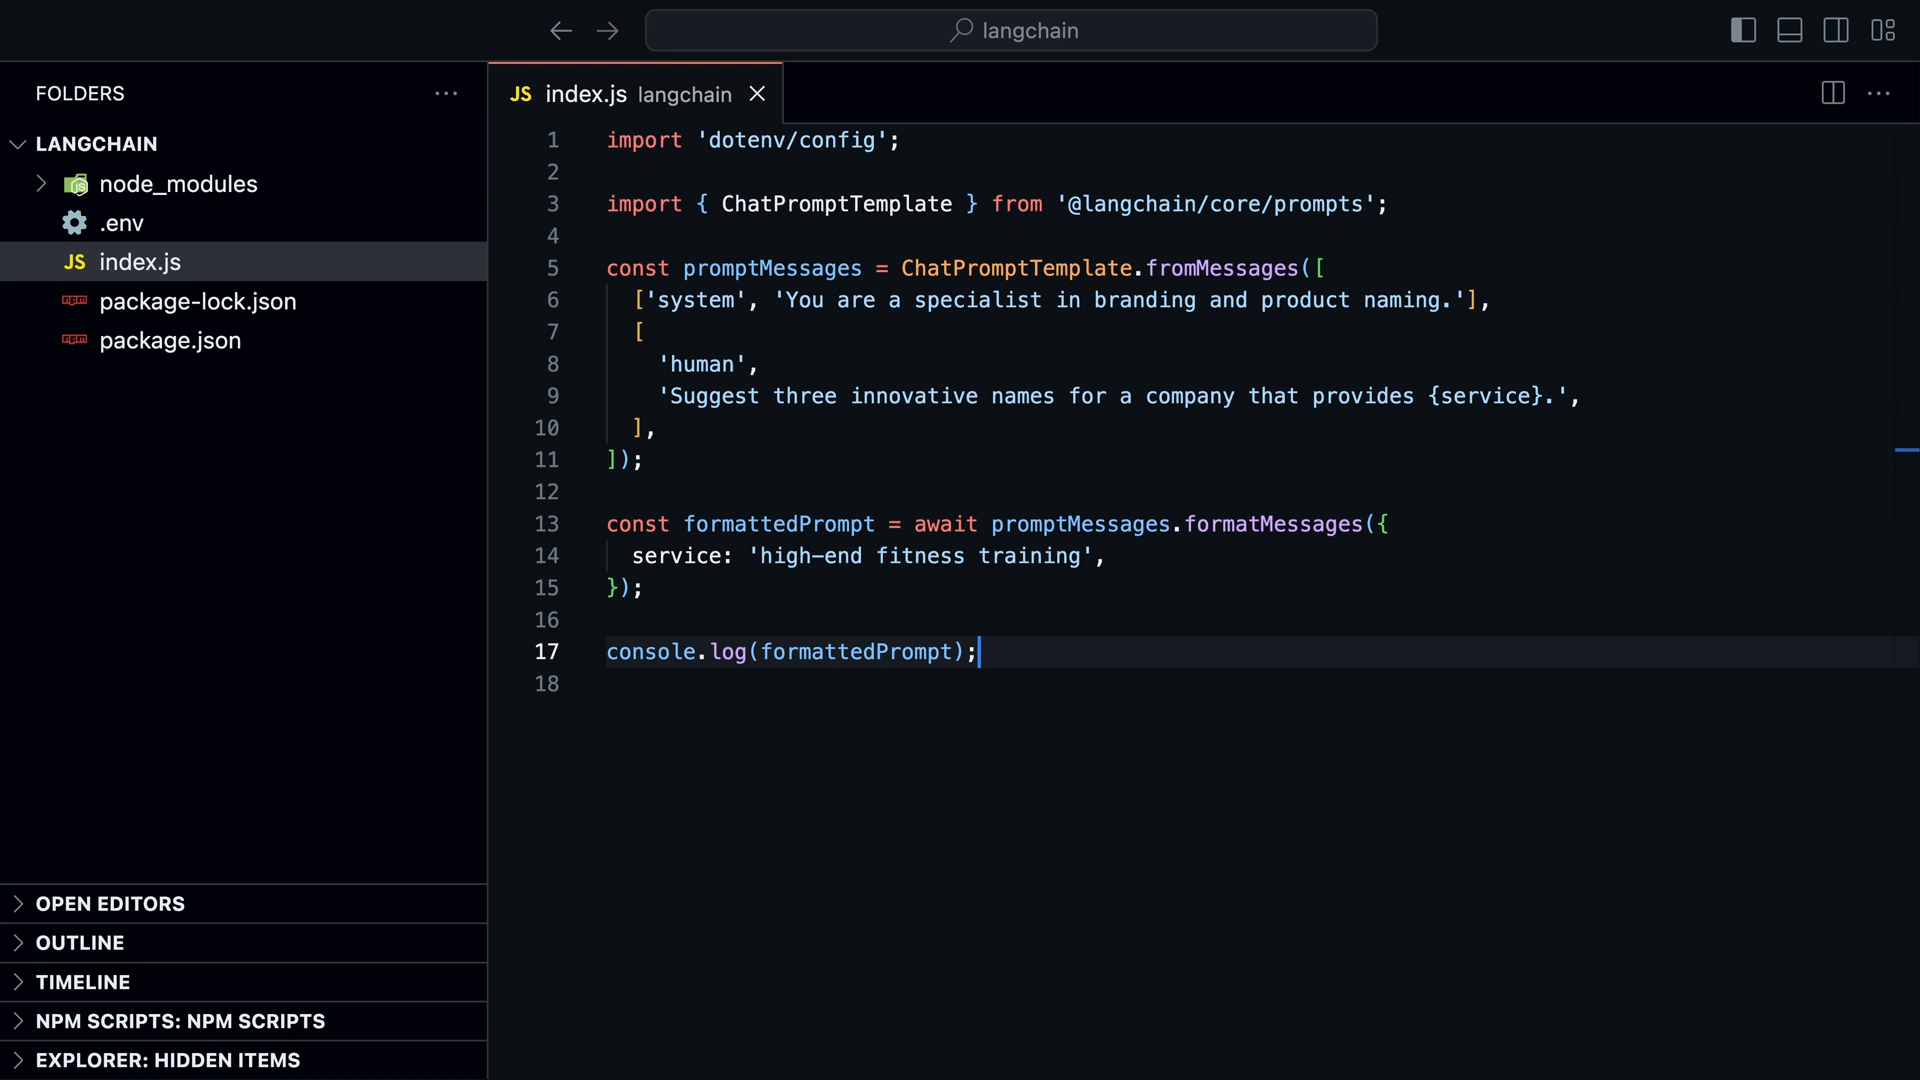 langchain
FOLDERS
LANGCHAIN
node_modules
.env
JS index.js
package-lock.json
package.json
OPEN EDITORS
OUTLINE
TIMELINE
NPM SCRIPTS: NPM SCRIPTS
EXPLORER: HIDDEN ITEMS
JS index.js langchain
1 import 'dotenv/config';
2
3 import { ChatPromptTemplate } from '@langchain/core/prompts';
4
5 const promptMessages = ChatPromptTemplate.fromMessages([
6   ['system', 'You are a specialist in branding and product naming.'],
7   [
8     'human',
9     'Suggest three innovative names for a company that provides {service}.',
10   ],
11 ]);
12
13 const formattedPrompt = await promptMessages.formatMessages({
14   service: 'high-end fitness training',
15 });
16
17 console.log(formattedPrompt);
18